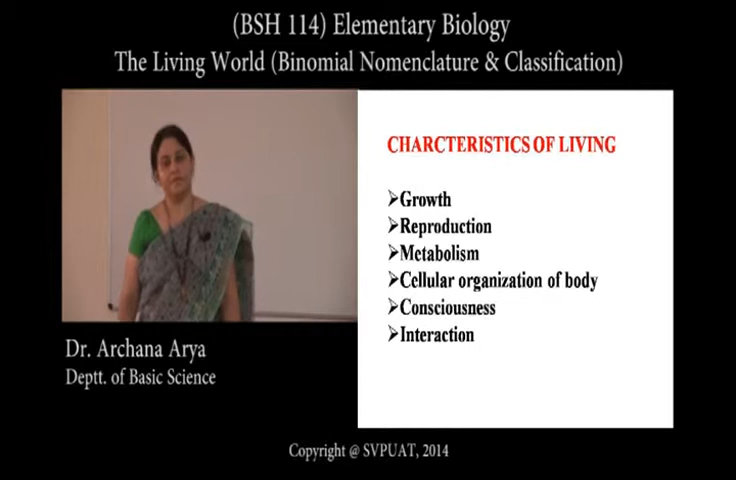 (BSH 114) Elementary Biology
The Living World (Binomial Nomenclature & Classification)
CHARCTERISTICS OF LIVING
➢Growth
➢Reproduction
➢Metabolism
➢Cellular organization of body
➢Consciousness
➢Interaction
Dr. Archana Arya
Deptt. of Basic Science
Copyright @ SVPUAT, 2014